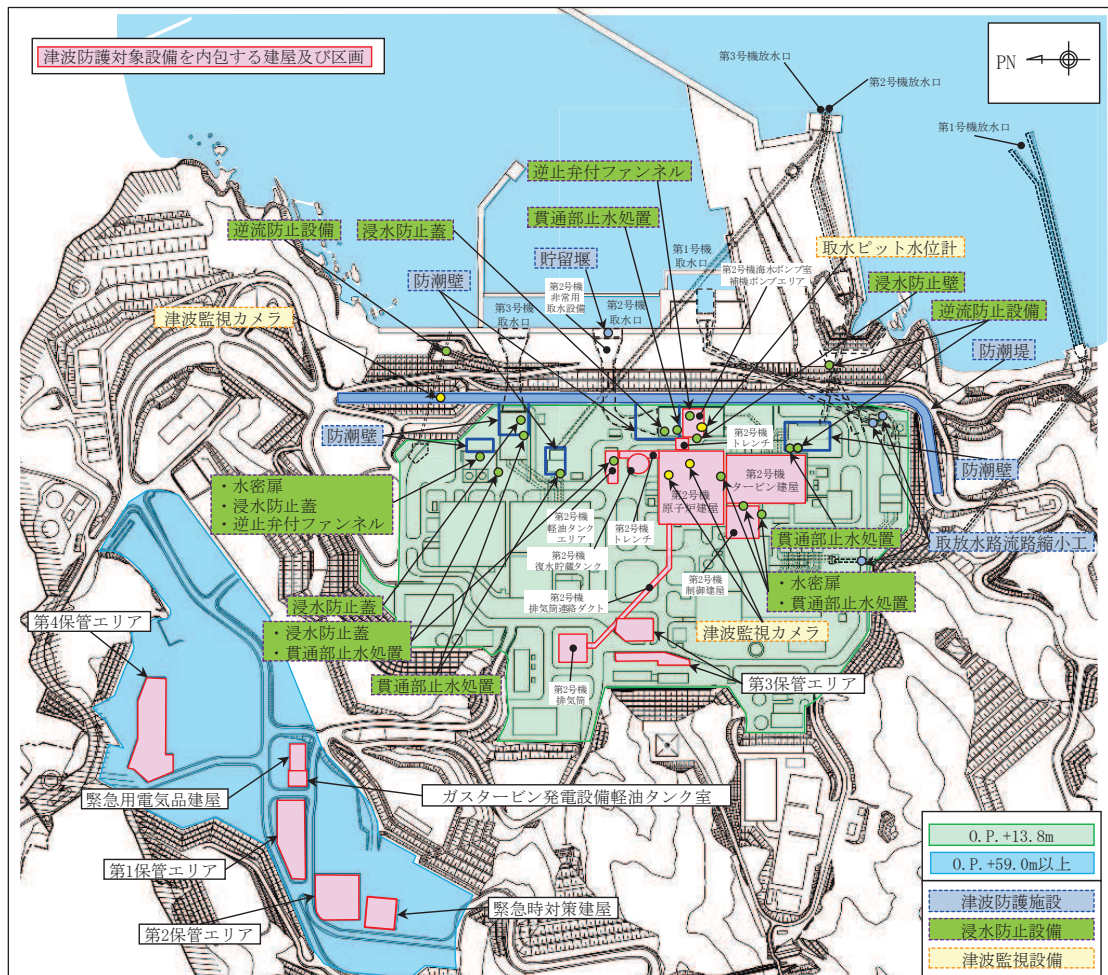 津波防護対象設備を内包する建屋及び区画
PN
第3号機放水口
第2号機放水口
第1号機放水口
逆止弁付ファンネル
貫通部止水処置
逆流防止設備
浸水防止蓋
貯留堰
第1号機
取水口
第2号機海水ポンプ室
補機ポンプエリア
取水ピット水位計
浸水防止壁
防潮壁
第2号機
非常用
取水設備
第2号機
取水口
第3号機
取水口
津波監視カメラ
逆流防止設備
防潮堤
防潮壁
第2号機
トレンチ
防潮壁
・水密扉
・浸水防止蓋
・逆止弁付ファンネル
第2号機
タービン建屋
第2号機
原子炉建屋
第2号機
軽油タンク
エリア
第2号機
トレンチ
貫通部止水処置
取放水路流路縮小工
第2号機
復水貯蔵タンク
第2号機
制御建屋
・水密扉
・貫通部止水処置
第2号機
排気筒連絡ダクト
浸水防止蓋
・浸水防止蓋
・貫通部止水処置
津波監視カメラ
第4保管エリア
貫通部止水処置
第2号機
排気筒
第3保管エリア
緊急用電気品建屋
ガスタービン発電設備軽油タンク室
第1保管エリア
第2保管エリア
緊急時対策建屋
O.P.+13.8m
O.P.+59.0m以上
津波防護施設
浸水防止設備
津波監視設備